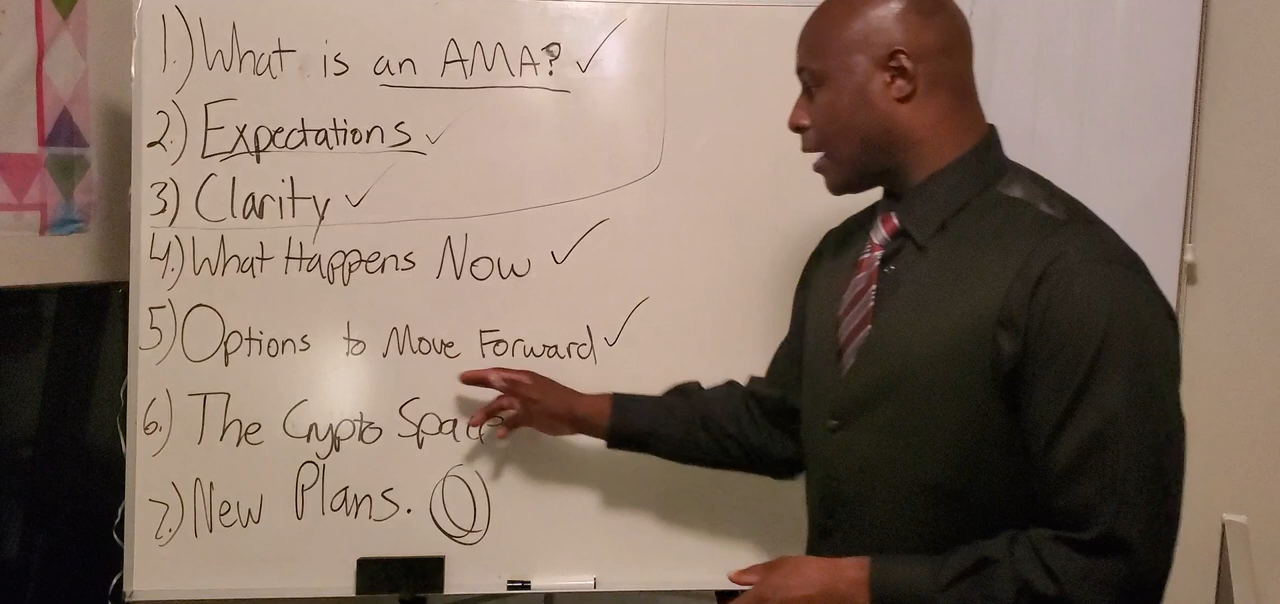 1.) What is an AMA? ✓
2.) Expectations ✓
3) Clarity ✓
4.) What Happens Now ✓
5) Options to Move Forward ✓
6.) The Crypto Space
7.) New Plans.